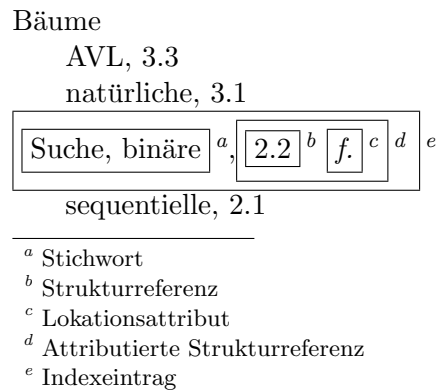 Bäume
AVL, 3.3
natürliche, 3.1
Suche, binäre a, 2.2 b f. c d e
sequentielle, 2.1
a Stichwort
b Strukturreferenz
c Lokationsattribut
d Attributierte Strukturreferenz
e Indexeintrag